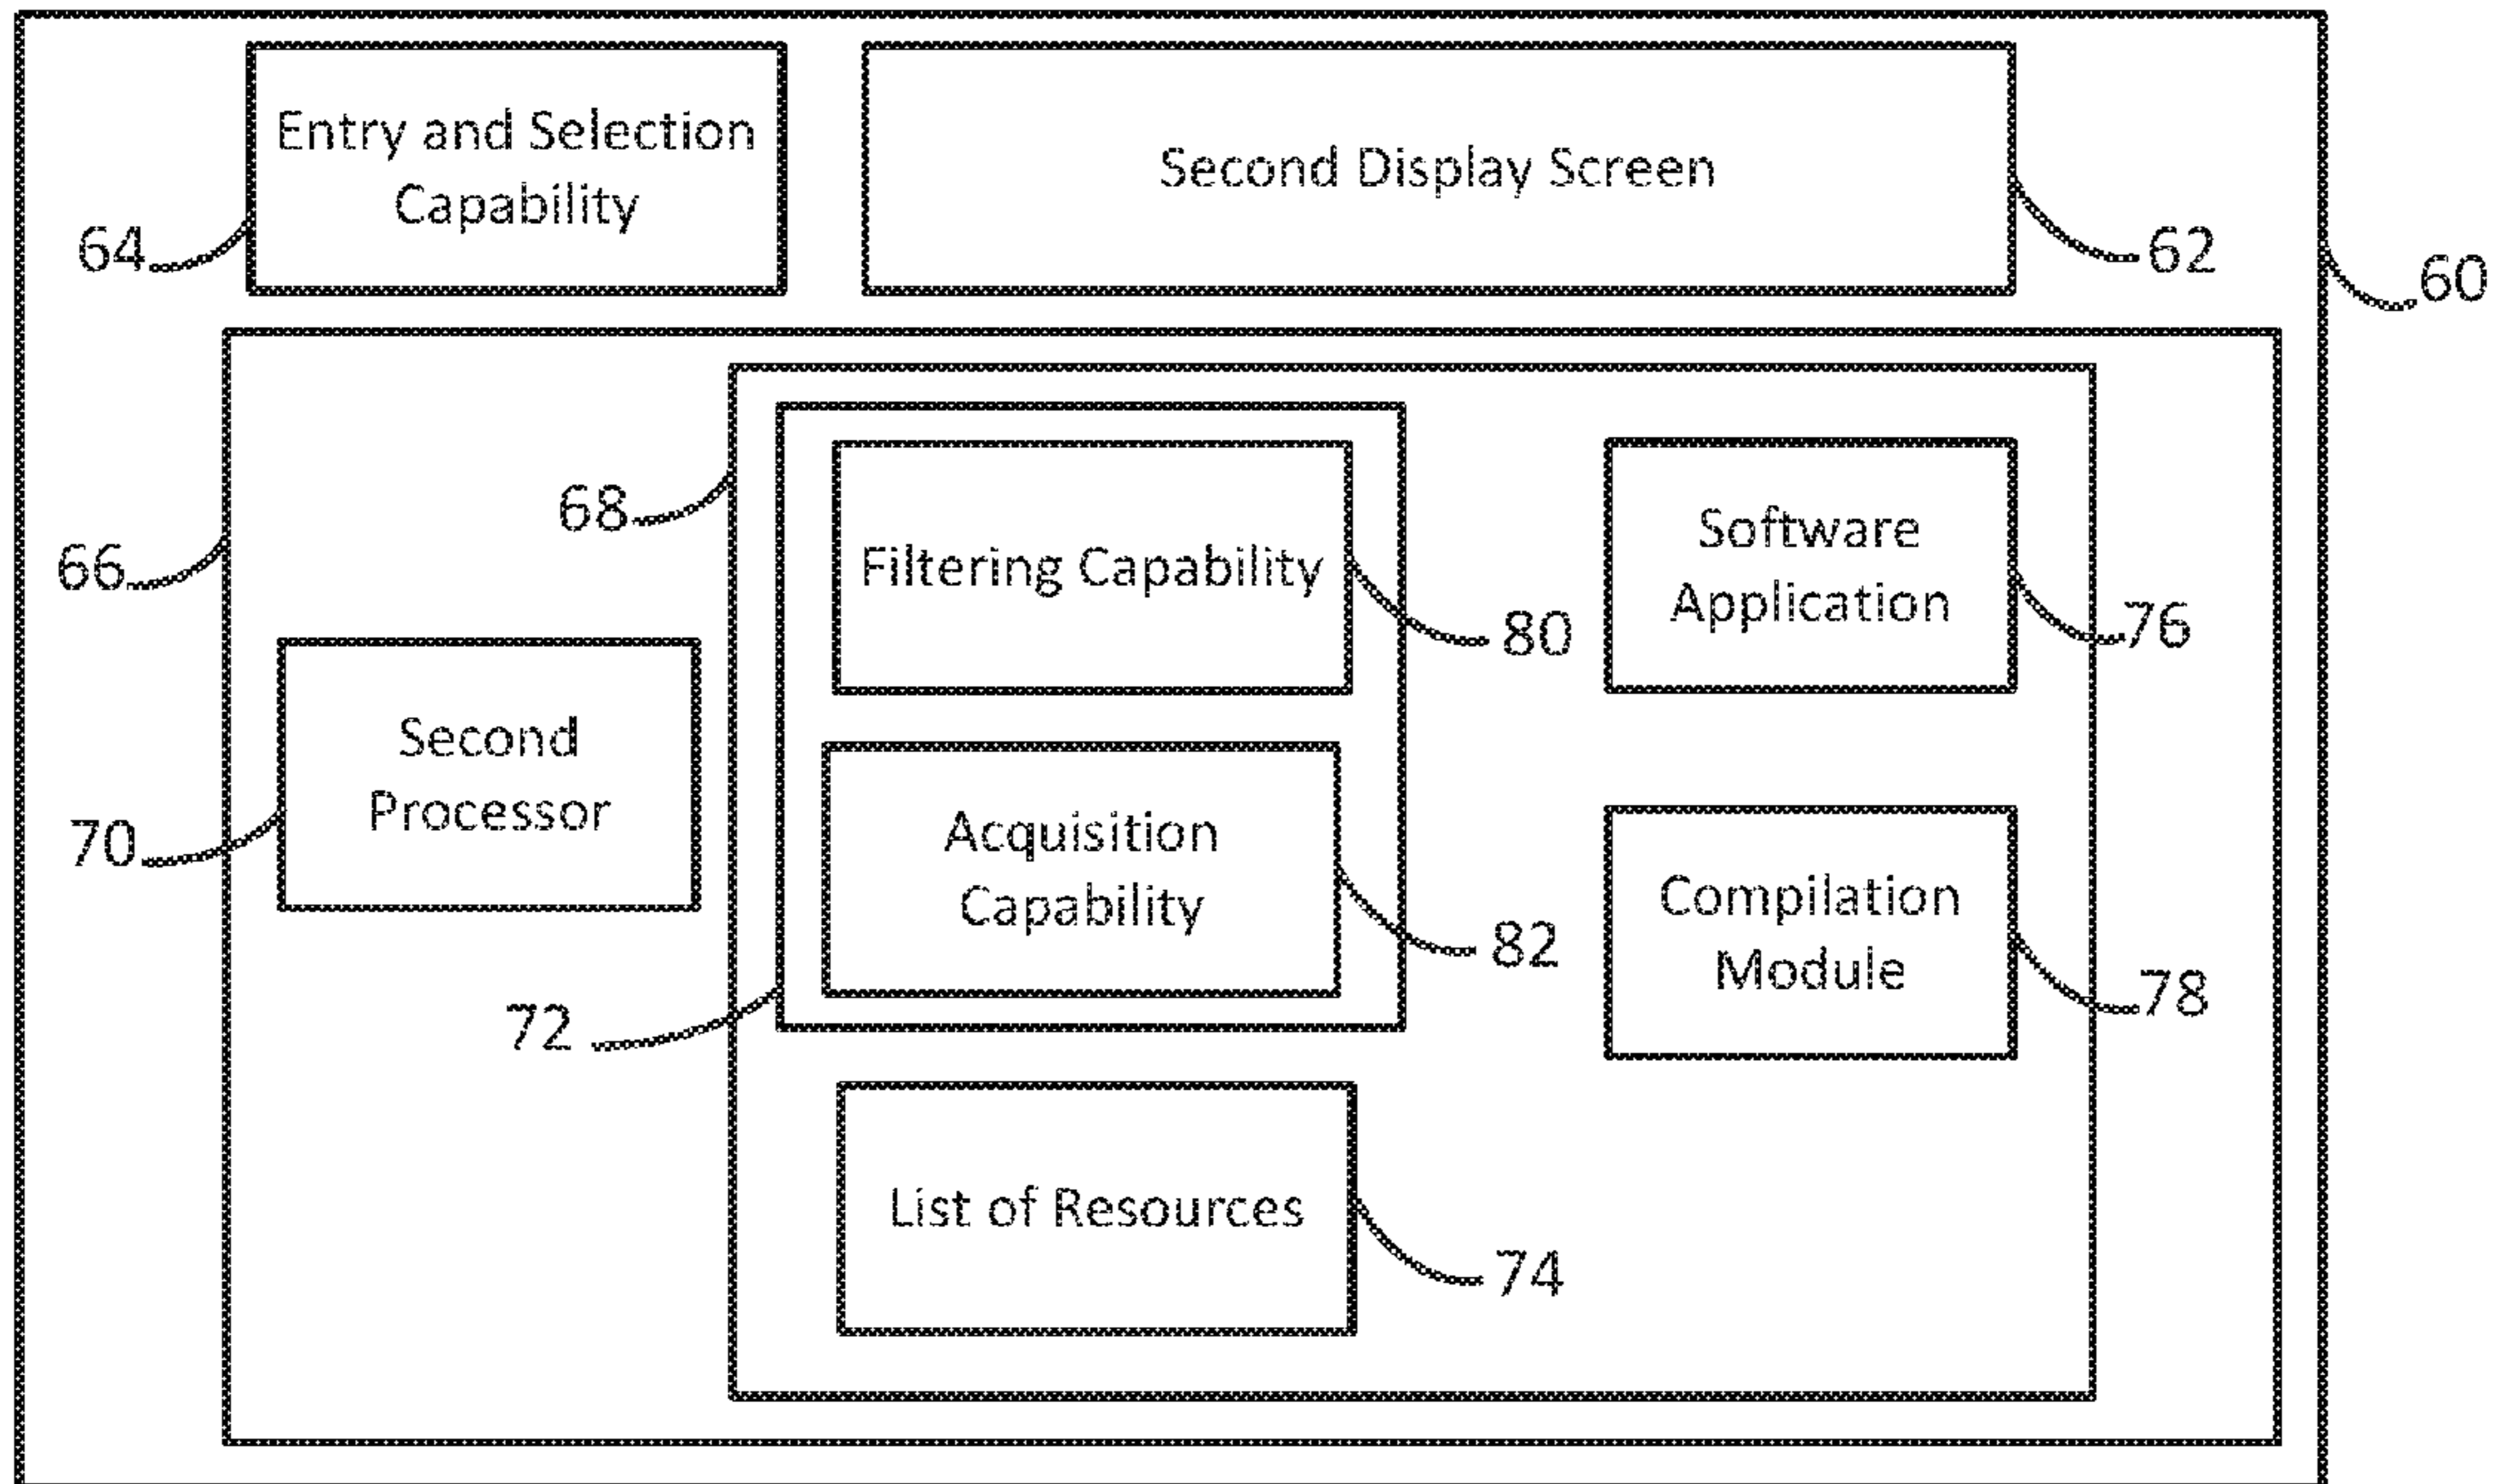 Entry and Selection
Capability
64
Second Display Screen
62
60
68
66
Filtering Capability
80
Software
Application
76
Second
Processor
70
Acquisition
Capability
82
Compilation
Module
78
72
List of Resources
74